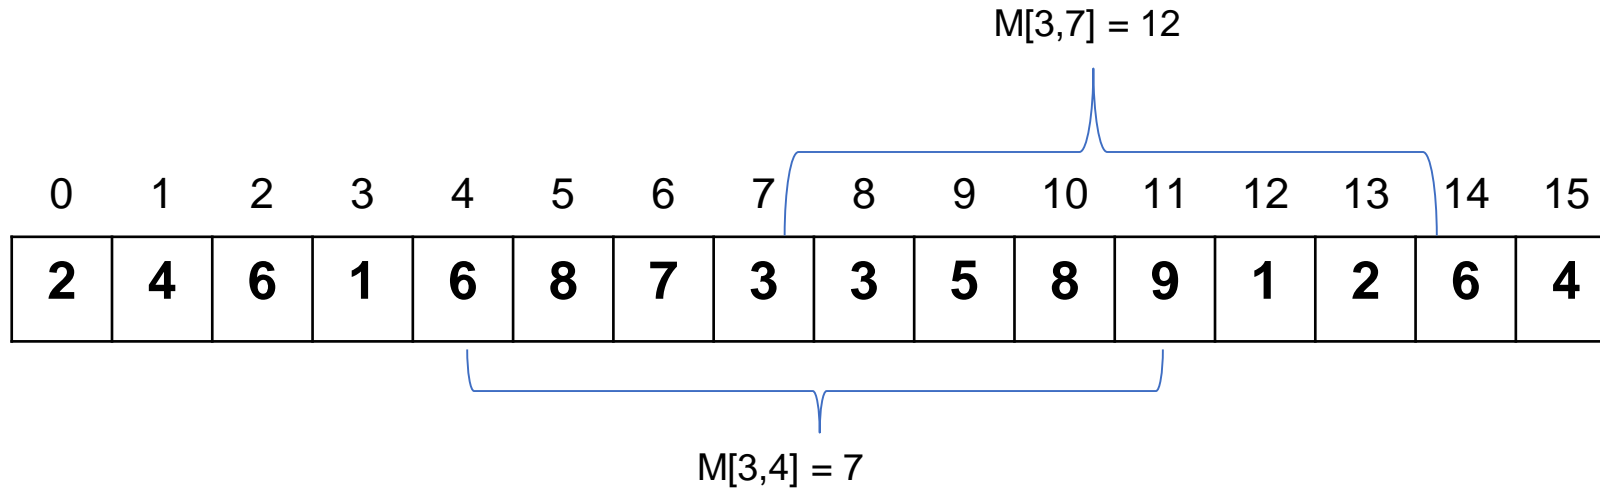 M[3,7] = 12
0 1 2 3 4 5 6 7 8 9 10 11 12 13 14 15
2 4 6 1 6 8 7 3 3 5 8 9 1 2 6 4
M[3,4] = 7